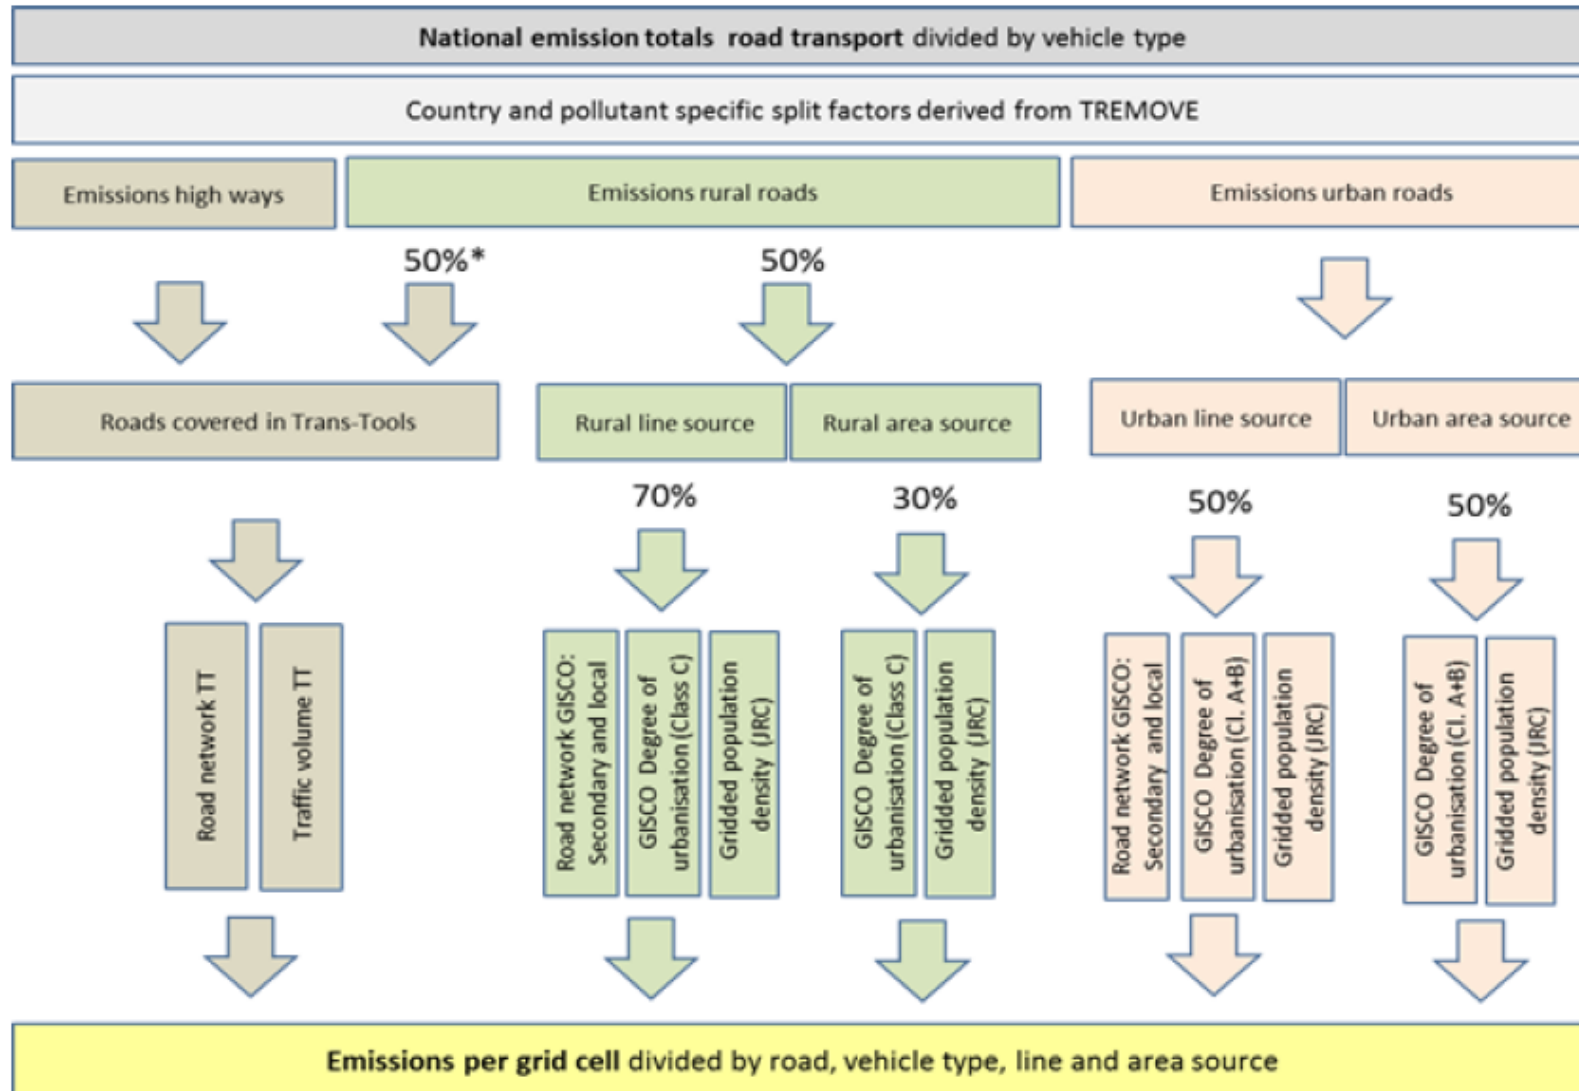 National emission totals road transport divided by vehicle type
Country and pollutant specific split factors derived from TREMOVE
Emissions high ways
Emissions rural roads
Emissions urban roads
50%*
50%
Roads covered in Trans-Tools
Rural line source
Rural area source
Urban line source
Urban area source
70%
30%
50%
50%
Road network TT
Traffic volume TT
Road network GISCO:
Secondary and local
GISCO Degree of
urbanisation (Class C)
Gridded population
density (JRC)
GISCO Degree of
urbanisation (Class C)
Gridded population
density (JRC)
Road network GISCO:
Secondary and local
GISCO Degree of
urbanisation (Cl. A+B)
Gridded population
density (JRC)
GISCO Degree of
urbanisation (Cl. A+B)
Gridded population
density (JRC)
Emissions per grid cell divided by road, vehicle type, line and area source